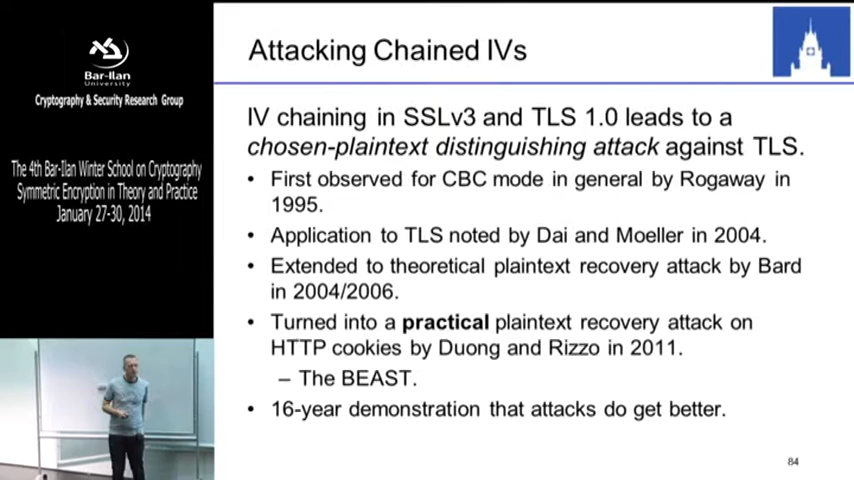 Bar-Ilan
University
Cryptography & Security Research Group
The 4th Bar-Ilan Winter School on Cryptography
Symmetric Encryption in Theory and Practice
January 27-30, 2014
Attacking Chained IVs
IV chaining in SSLv3 and TLS 1.0 leads to a
chosen-plaintext distinguishing attack against TLS.
• First observed for CBC mode in general by Rogaway in
1995.
• Application to TLS noted by Dai and Moeller in 2004.
• Extended to theoretical plaintext recovery attack by Bard
in 2004/2006.
• Turned into a practical plaintext recovery attack on
HTTP cookies by Duong and Rizzo in 2011.
– The BEAST.
• 16-year demonstration that attacks do get better.
84